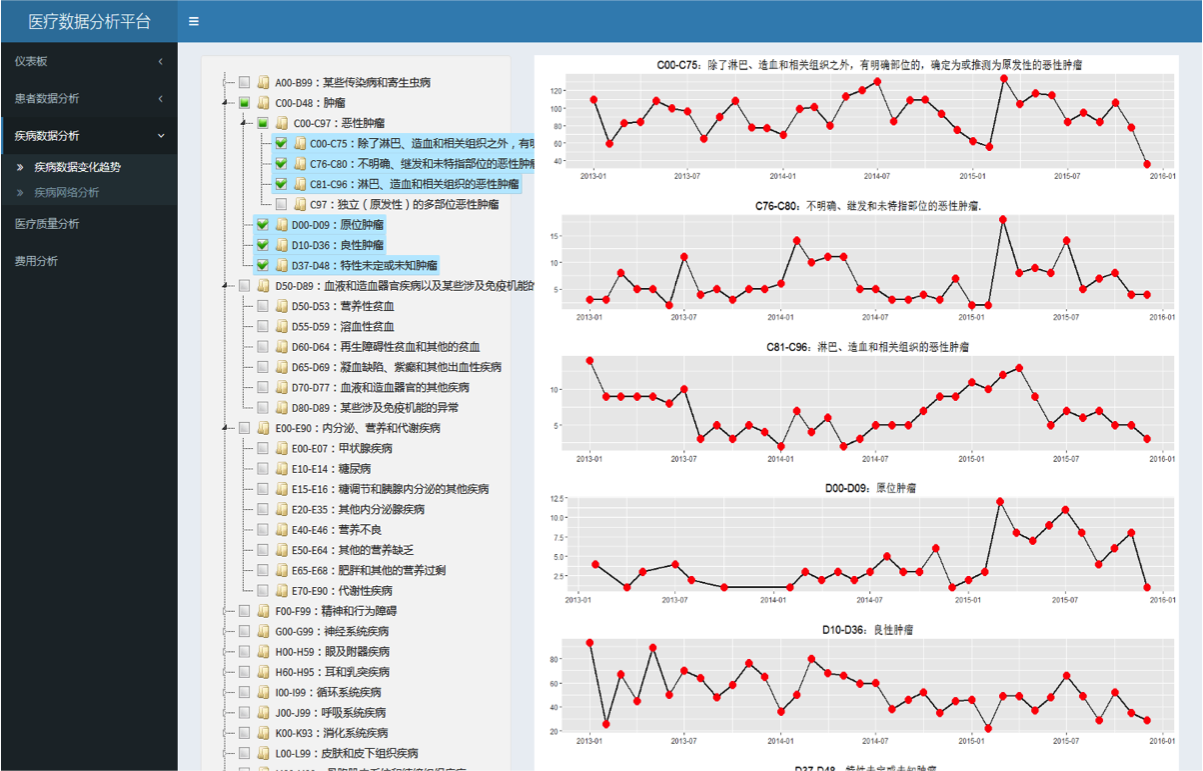 医疗数据分析平台
仪表板
患者数据分析
疾病数据分析
» 疾病数据变化趋势
» 疾病网络分析
医疗质量分析
费用分析
A00-B99：某些传染病和寄生虫病
C00-D48：肿瘤
C00-C97：恶性肿瘤
C00-C75：除了淋巴、造血和相关组织之外，有明
C76-C80：不明确、继发和未特指部位的恶性肿瘤
C81-C96：淋巴、造血和相关组织的恶性肿瘤
C97：独立（原发性）的多部位恶性肿瘤
D00-D09：原位肿瘤
D10-D36：良性肿瘤
D37-D48：特性未定或未知肿瘤
D50-D89：血液和造血器官疾病以及某些涉及免疫机能的
D50-D53：营养性贫血
D55-D59：溶血性贫血
D60-D64：再生障碍性贫血和其他的贫血
D65-D69：凝血缺陷、紫癜和其他出血性疾病
D70-D77：血液和造血器官的其他疾病
D80-D89：某些涉及免疫机能的异常
E00-E90：内分泌、营养和代谢疾病
E00-E07：甲状腺疾病
E10-E14：糖尿病
E15-E16：糖调节和胰腺内分泌的其他疾病
E20-E35：其他内分泌腺疾病
E40-E46：营养不良
E50-E64：其他的营养缺乏
E65-E68：肥胖和其他的营养过剩
E70-E90：代谢性疾病
F00-F99：精神和行为障碍
G00-G99：神经系统疾病
H00-H59：眼及附器疾病
H60-H95：耳和乳突疾病
I00-I99：循环系统疾病
J00-J99：呼吸系统疾病
K00-K93：消化系统疾病
L00-L99：皮肤和皮下组织疾病
C00-C75：除了淋巴、造血和相关组织之外，有明确部位的，确定为或推测为原发性的恶性肿瘤
120
100
80
60
40
2013-01 2013-07 2014-01 2014-07 2015-01 2015-07 2016-01
C76-C80：不明确、继发和未特指部位的恶性肿瘤.
15
10
5
2013-01 2013-07 2014-01 2014-07 2015-01 2015-07 2016-01
C81-C96：淋巴、造血和相关组织的恶性肿瘤
10
5
2013-01 2013-07 2014-01 2014-07 2015-01 2015-07 2016-01
D00-D09：原位肿瘤
12.5
10.0
7.5
5.0
2.5
2013-01 2013-07 2014-01 2014-07 2015-01 2015-07 2016-01
D10-D36：良性肿瘤
80
60
40
20
2013-01 2013-07 2014-01 2014-07 2015-01 2015-07 2016-01
D37-D48：特性未定或未知肿瘤